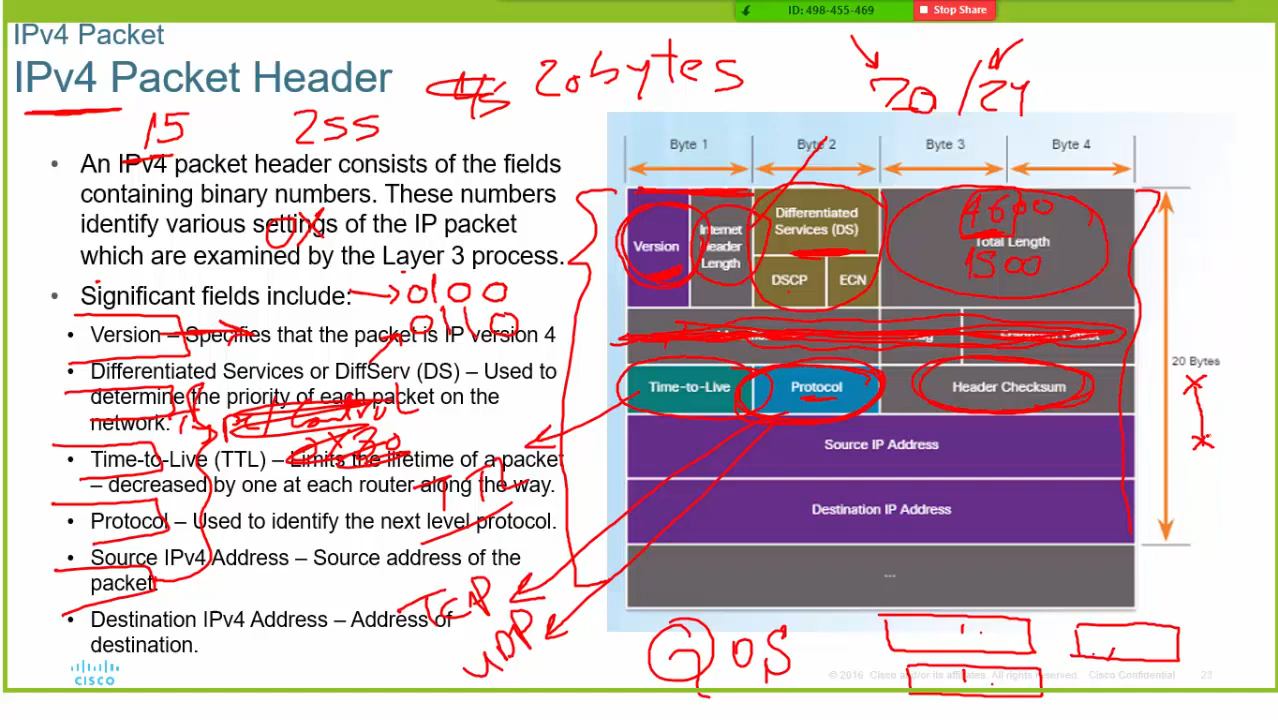 ID: 498-455-469 Stop Share
IPv4 Packet
IPv4 Packet Header
20bytes
20/24
15
255
• An IPv4 packet header consists of the fields
containing binary numbers. These numbers
identify various settings of the IP packet
which are examined by the Layer 3 process.
0X
• Significant fields include:
0100
0110
• Version – Specifies that the packet is IP version 4
• Differentiated Services or DiffServ (DS) – Used to
determine the priority of each packet on the
network.
• Time-to-Live (TTL) – Limits the lifetime of a packet
– decreased by one at each router along the way.
TTL
• Protocol – Used to identify the next level protocol.
• Source IPv4 Address – Source address of the
packet.
TCP
• Destination IPv4 Address – Address of
destination.
UDP
Byte 1 Byte 2 Byte 3 Byte 4
Version
Internet
Header
Length
Differentiated
Services (DS)
DSCP ECN
Total Length
1500
20 Bytes
Time-to-Live Protocol Header Checksum
Source IP Address
Destination IP Address
...
QOS
CISCO
© 2016 Cisco and/or its affiliates. All rights reserved. Cisco Confidential 23